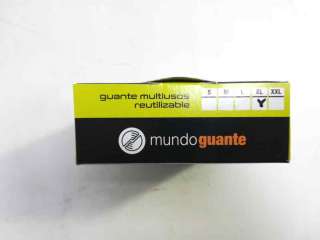 guante multiusos
reutilizable
S M L XL XXL
mundoguante